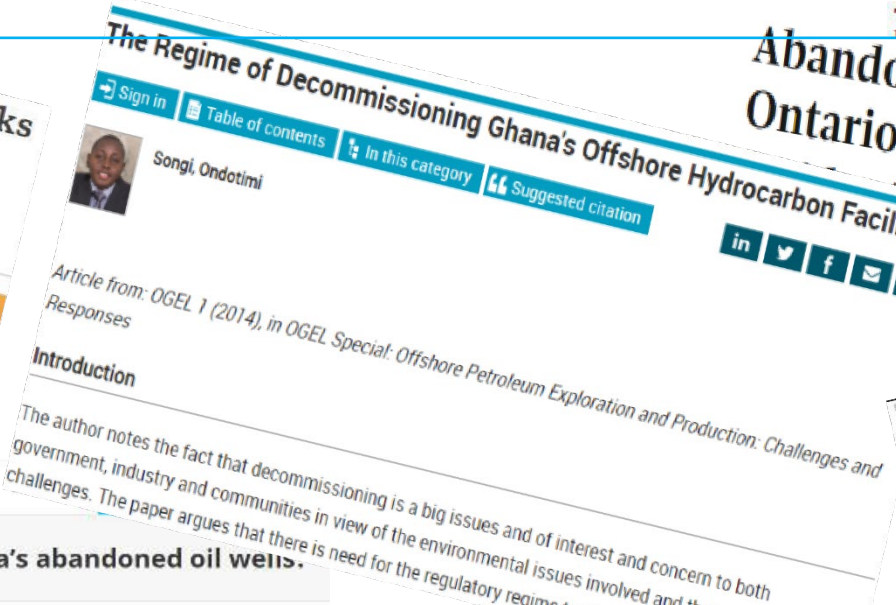 ks
Abando
Ontario
The Regime of Decommissioning Ghana's Offshore Hydrocarbon Facil
Sign in
Table of contents
In this category
Suggested citation
Songi, Ondotimi
in
f
Article from: OGEL 1 (2014), in OGEL Special: Offshore Petroleum Exploration and Production: Challenges and
Responses
Introduction
The author notes the fact that decommissioning is a big issues and of interest and concern to both
government, industry and communities in view of the environmental issues involved and th
challenges. The paper argues that there is need for the regulatory regime
a's abandoned oil wells?